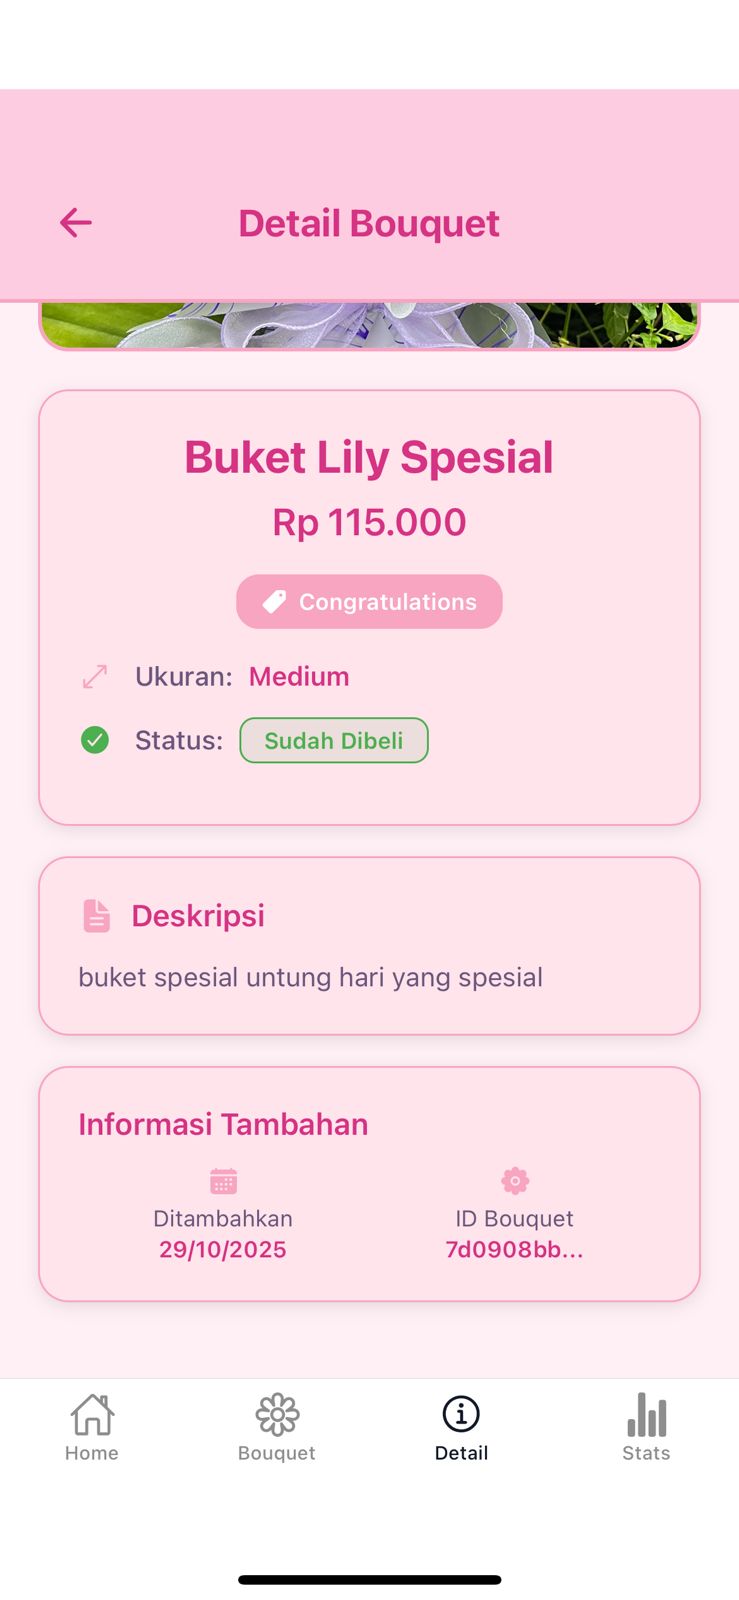 Detail Bouquet
Buket Lily Spesial
Rp 115.000
Congratulations
Ukuran: Medium
Status: Sudah Dibeli
Deskripsi
buket spesial untung hari yang spesial
Informasi Tambahan
Ditambahkan
29/10/2025
ID Bouquet
7d0908bb...
Home
Bouquet
Detail
Stats